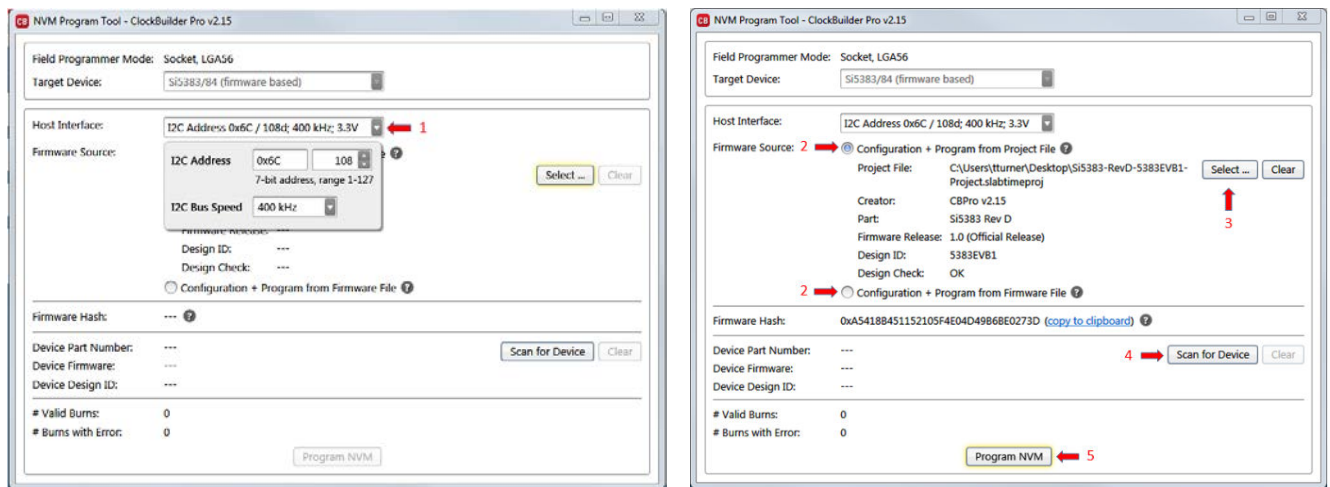 CB NVM Program Tool - ClockBuilder Pro v2.15
Field Programmer Mode: Socket, LGA56
Target Device: Si5383/84 (firmware based)
Host Interface: I2C Address 0x6C / 108d; 400 kHz; 3.3V 1
Firmware Source: ?
I2C Address 0x6C 108
7-bit address, range 1-127
I2C Bus Speed 400 kHz
Select ... Clear
Firmware Release: ---
Design ID: ---
Design Check: ---
Configuration + Program from Firmware File ?
Firmware Hash: --- ?
Device Part Number: --- Scan for Device Clear
Device Firmware: ---
Device Design ID: ---
# Valid Burns: 0
# Burns with Error: 0
Program NVM
CB NVM Program Tool - ClockBuilder Pro v2.15
Field Programmer Mode: Socket, LGA56
Target Device: Si5383/84 (firmware based)
Host Interface: I2C Address 0x6C / 108d; 400 kHz; 3.3V
Firmware Source: 2 Configuration + Program from Project File ?
Project File: C:\Users\tturner\Desktop\Si5383-RevD-5383EVB1- Select ... Clear
Project.slabtimeproj
3
Creator: CBPro v2.15
Part: Si5383 Rev D
Firmware Release: 1.0 (Official Release)
Design ID: 5383EVB1
Design Check: OK
2 Configuration + Program from Firmware File ?
Firmware Hash: 0xA5418B451152105F4E04D49B6BE0273D (copy to clipboard) ?
Device Part Number: --- 4 Scan for Device Clear
Device Firmware: ---
Device Design ID: ---
# Valid Burns: 0
# Burns with Error: 0
Program NVM 5